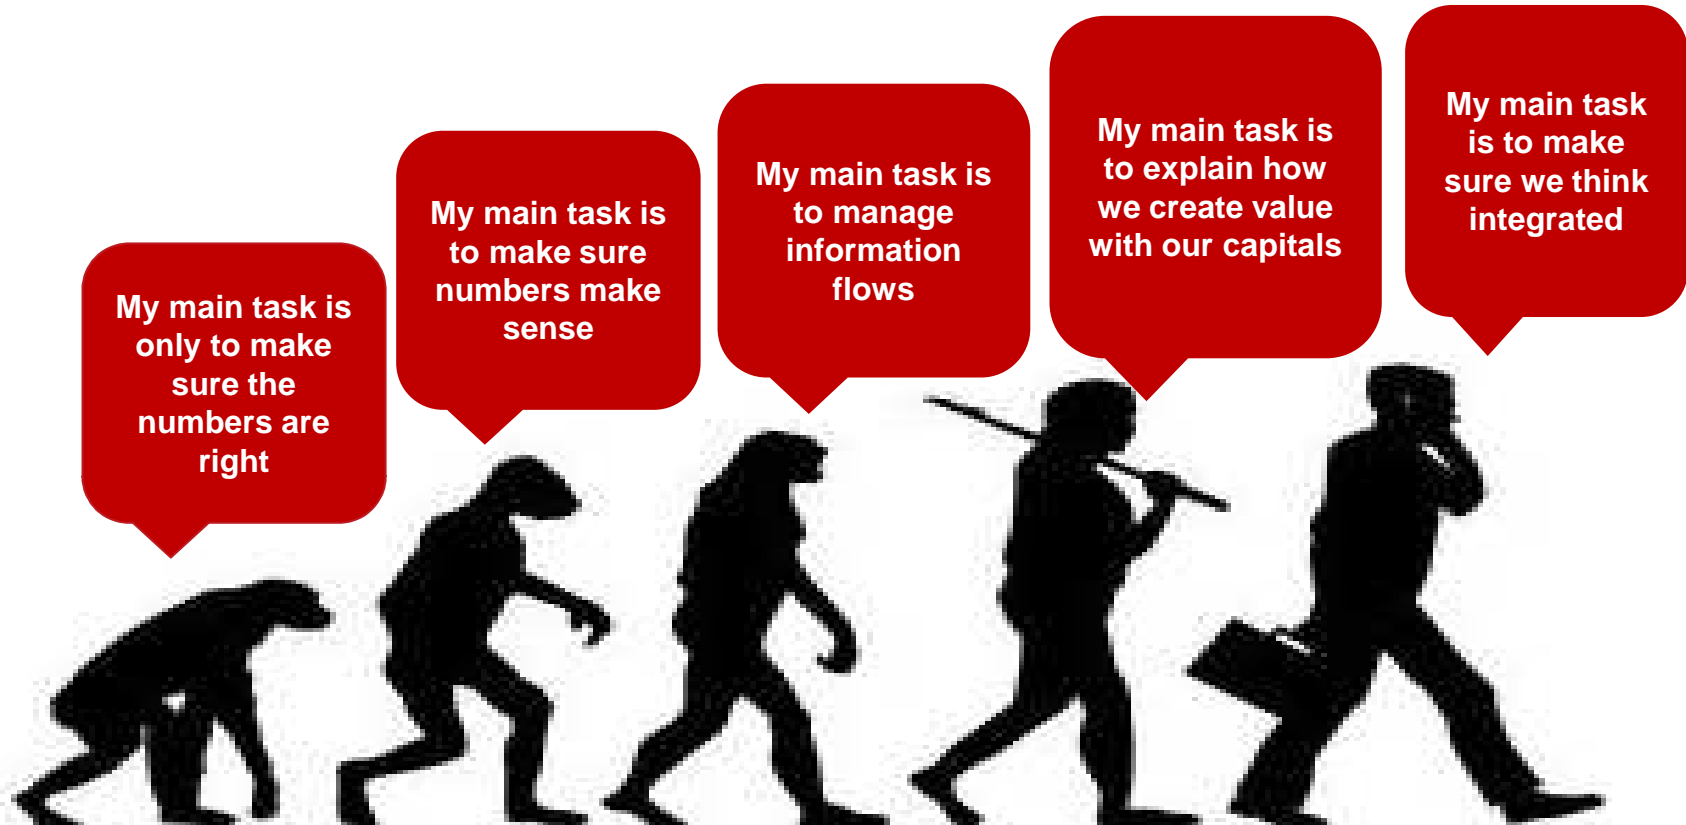 My main task is
only to make
sure the
numbers are
right
My main task is
to make sure
numbers make
sense
My main task is
to manage
information
flows
My main task is
to explain how
we create value
with our capitals
My main task
is to make
sure we think
integrated